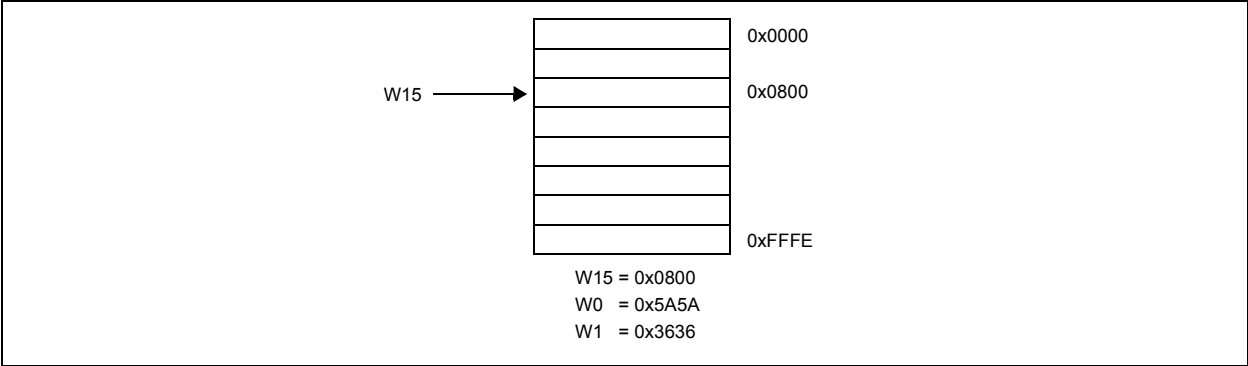 0x0000
W15
0x0800
0xFFFE
W15 = 0x0800
W0 = 0x5A5A
W1 = 0x3636